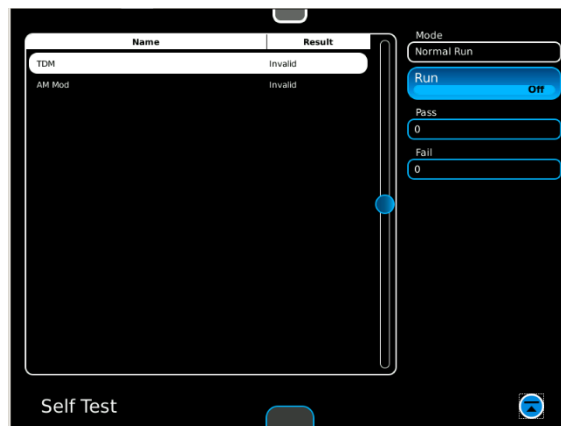 Name Result
TDM Invalid
AM Mod Invalid
Mode
Normal Run
Run
Off
Pass
0
Fail
0
Self Test